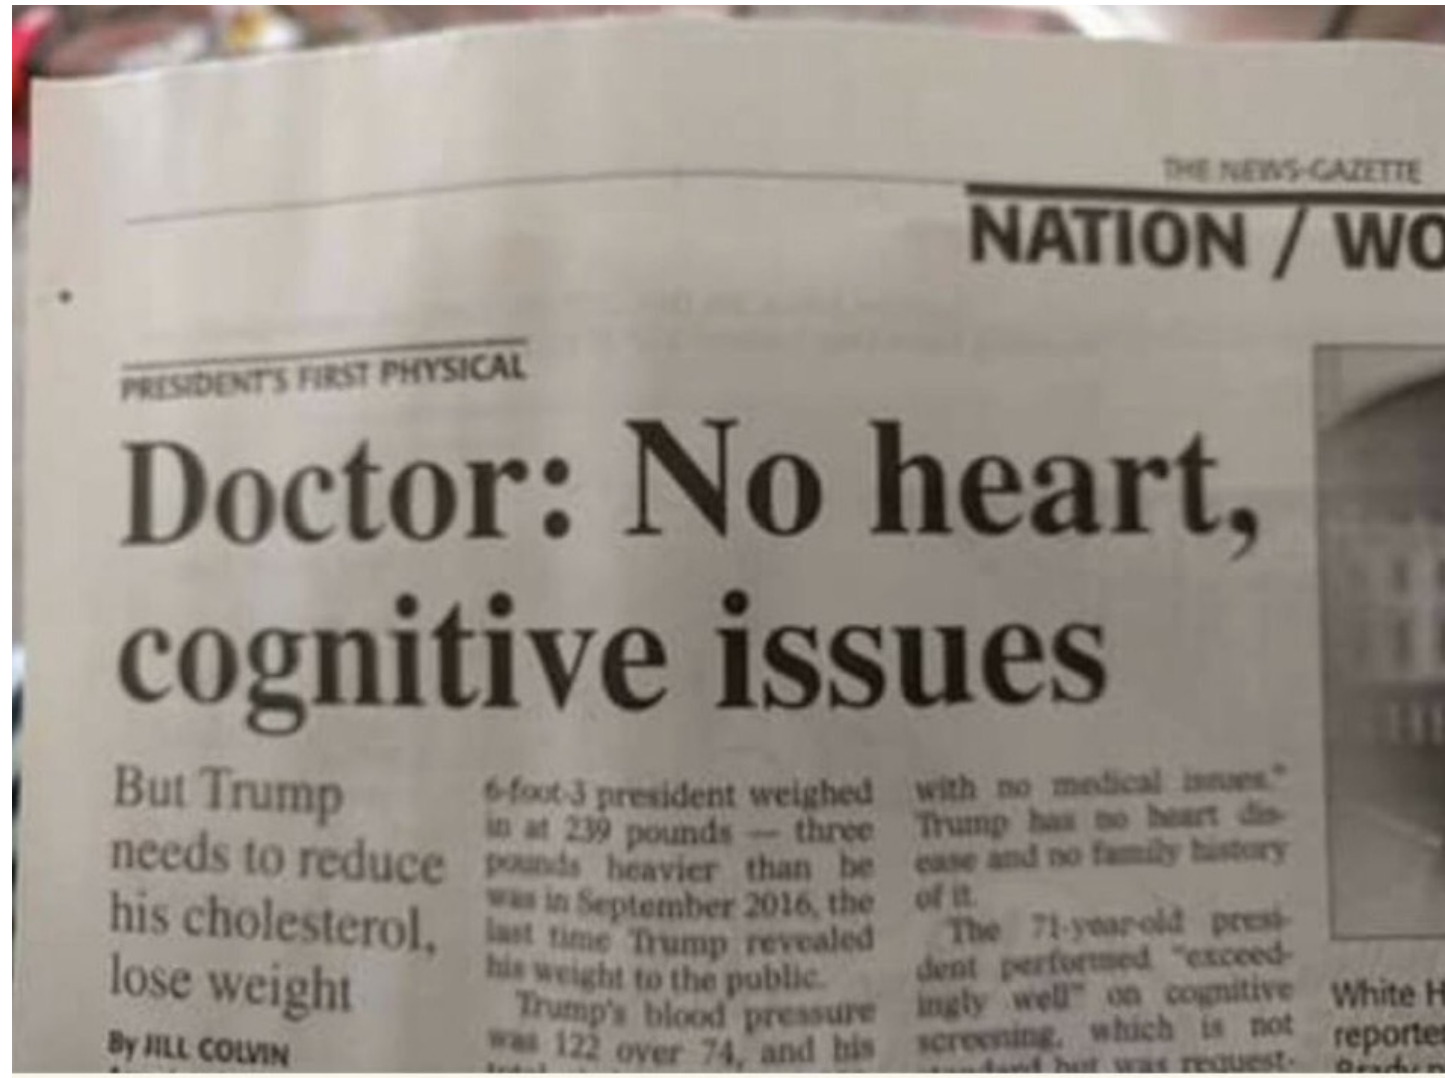 THE NEWS-GAZETTE
NATION / WO
PRESIDENT'S FIRST PHYSICAL
Doctor: No heart,
cognitive issues
But Trump
needs to reduce
his cholesterol,
lose weight
By JILL COLVIN
6-foot-3 president weighed
in at 239 pounds — three
pounds heavier than he
was in September 2016, the
last time Trump revealed
his weight to the public.
Trump's blood pressure
was 122 over 74, and his
with no medical issues."
Trump has no heart dis-
ease and no family history
of it.
The 71-year-old presi-
dent performed "exceed-
ingly well" on cognitive
screening, which is not
standard but was request-
White H
reporte
Brady